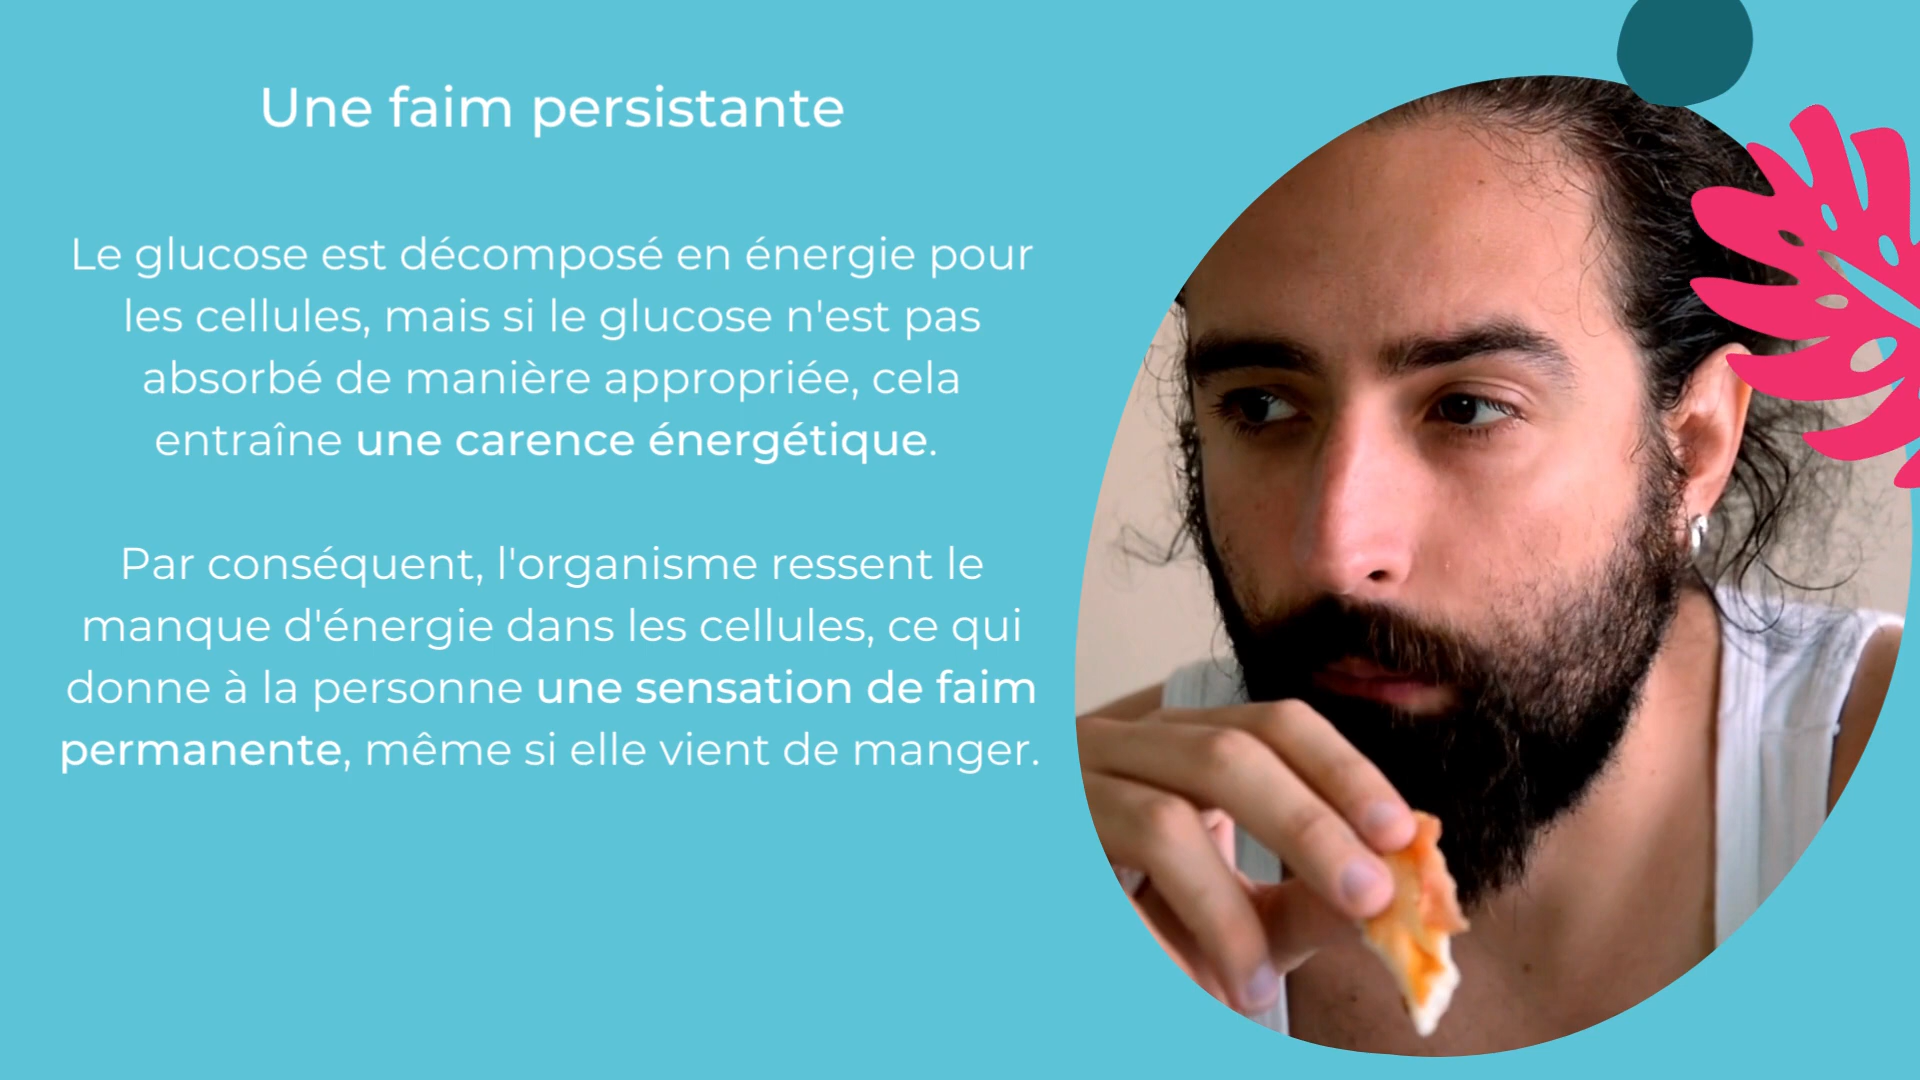 Une faim persistante
Le glucose est décomposé en énergie pour
les cellules, mais si le glucose n'est pas
absorbé de manière appropriée, cela
entraîne une carence énergétique.
Par conséquent, l'organisme ressent le
manque d'énergie dans les cellules, ce qui
donne à la personne une sensation de faim
permanente, même si elle vient de manger.